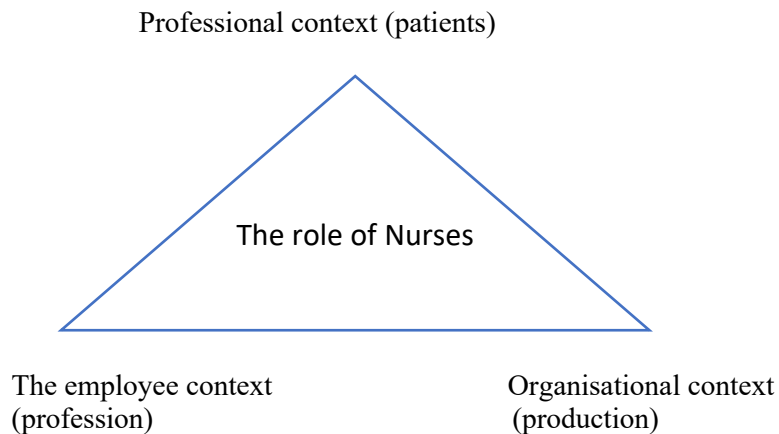 Professional context (patients)
The role of Nurses
The employee context
(profession)
Organisational context
(production)